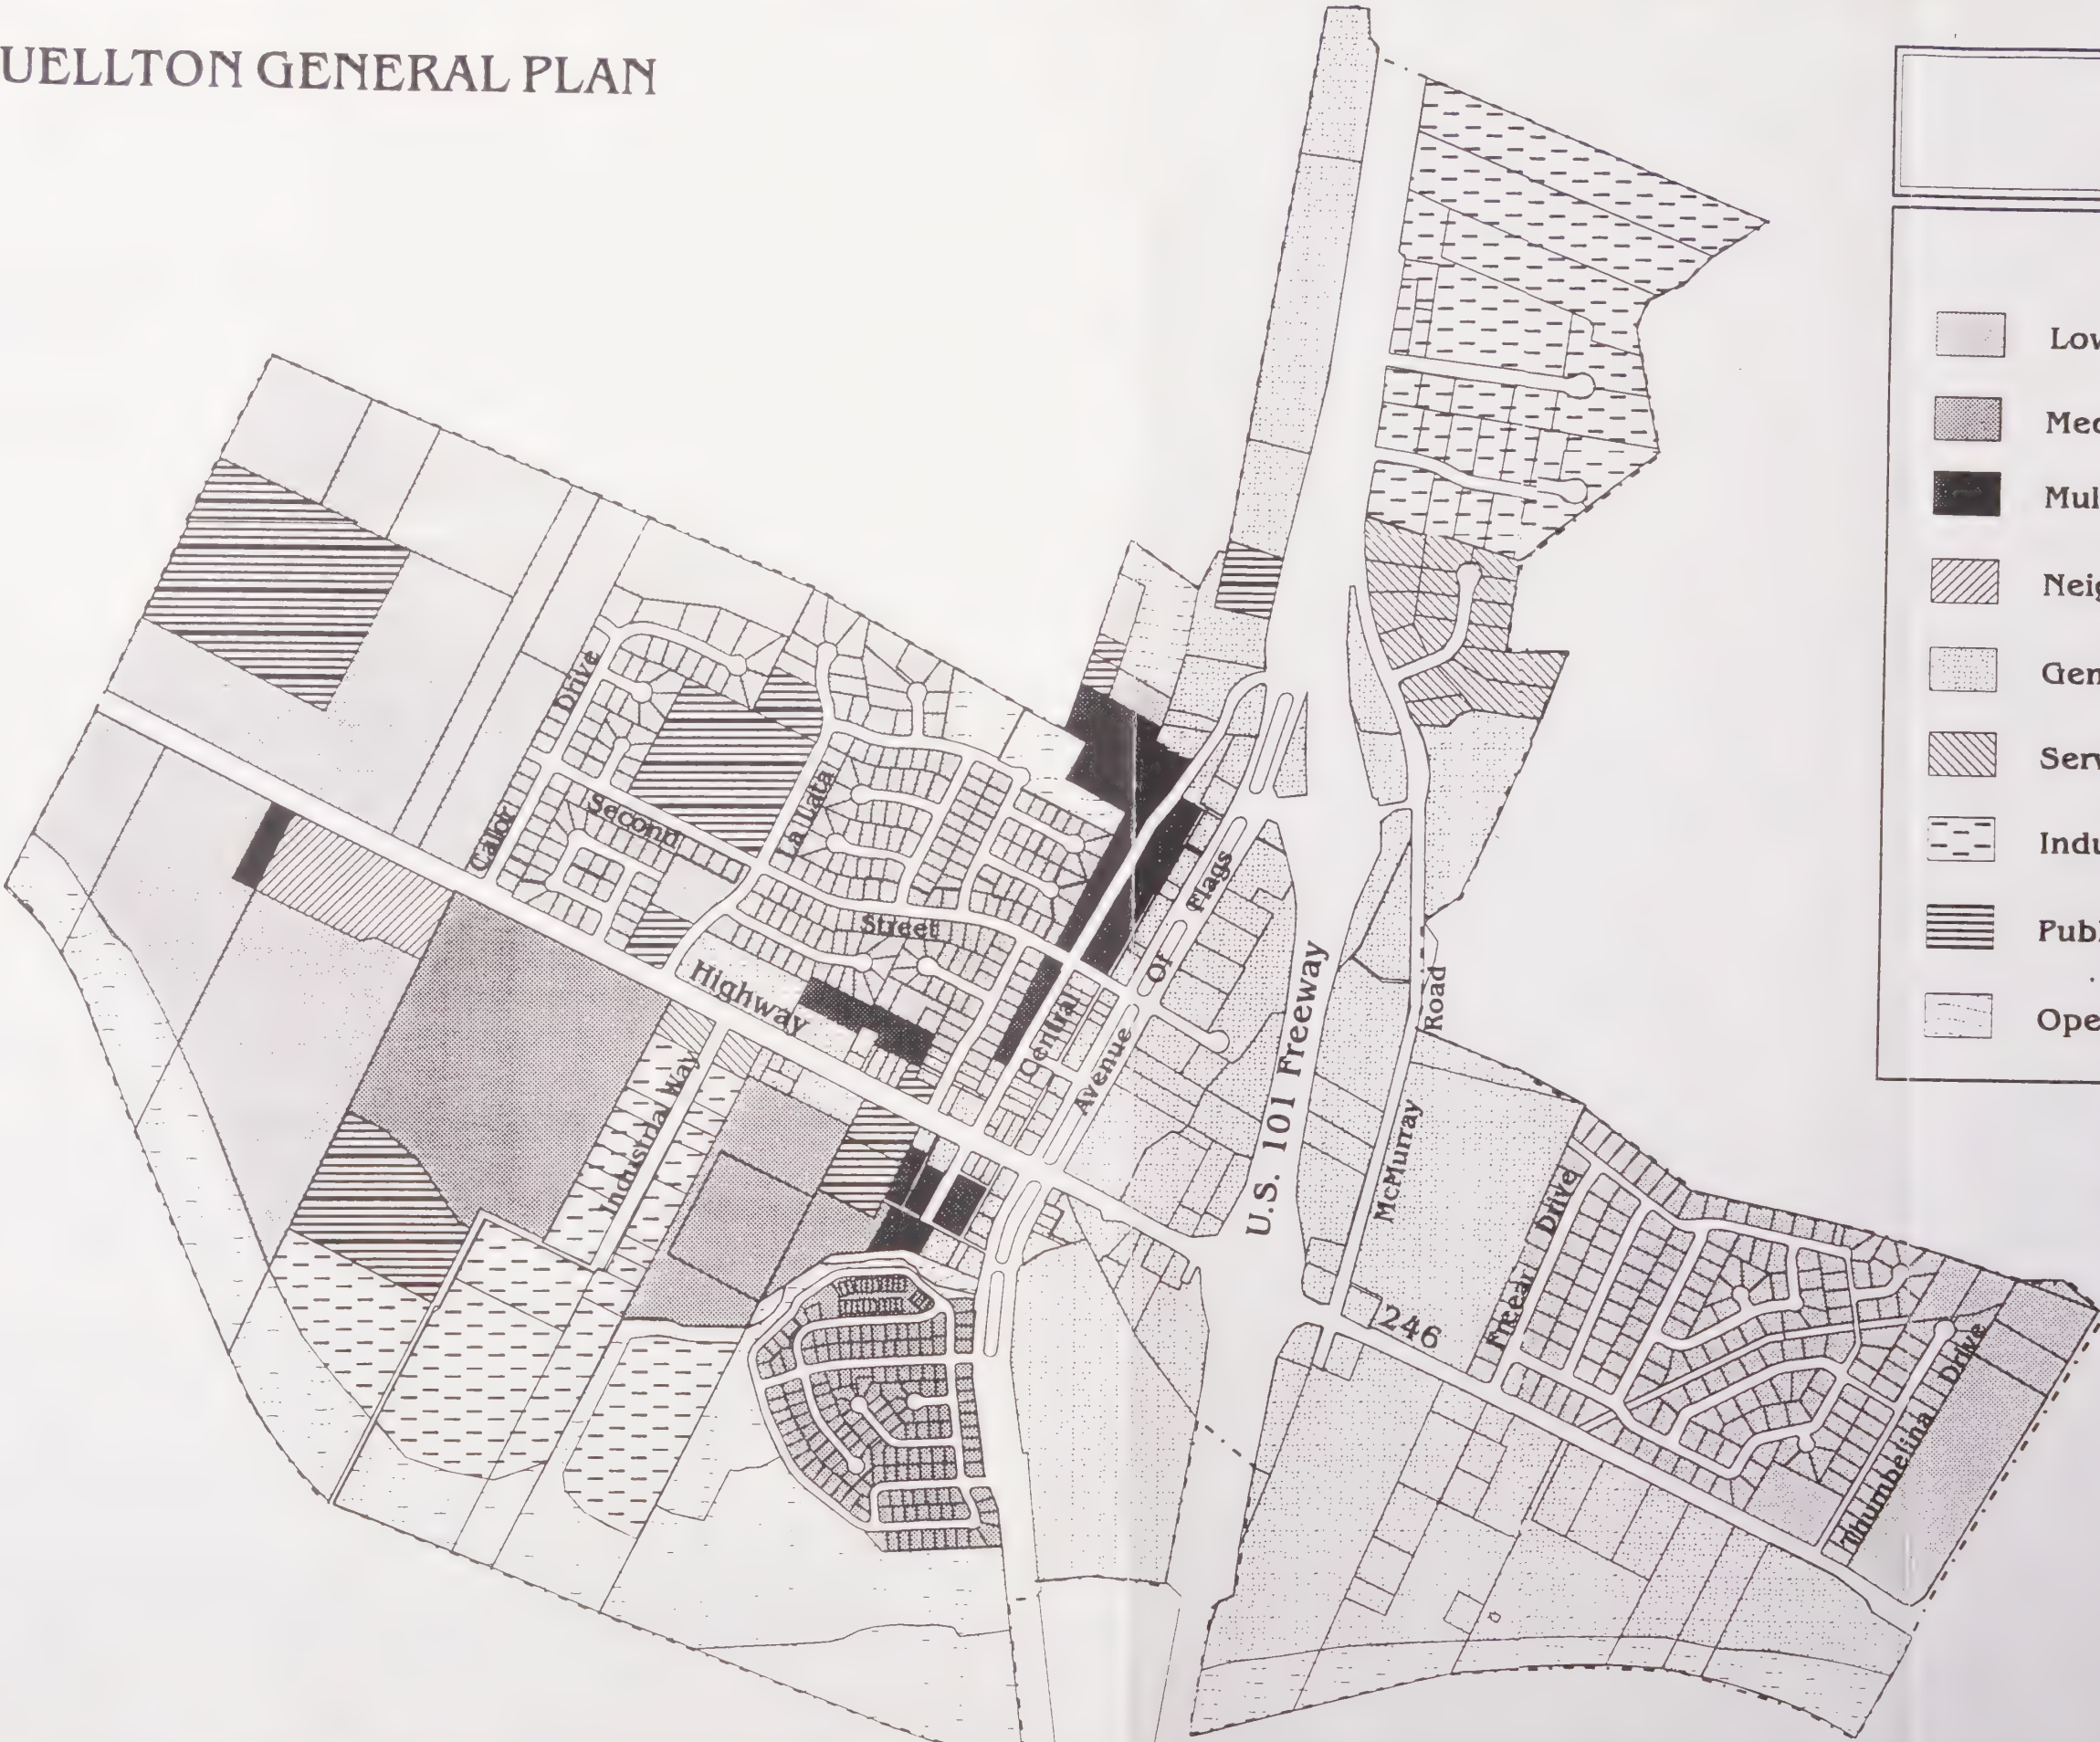 UELLTON GENERAL PLAN
Low
Med
Mul
Neig
Gen
Serv
Indu
Publ
Ope
Drive
Calor
Second
La Lata
Street
Highway
Industrial Way
Central
Avenue
Of
Flags
U.S. 101 Freeway
McMurray
Road
246
Freear
Drive
Thumbelina
Drive